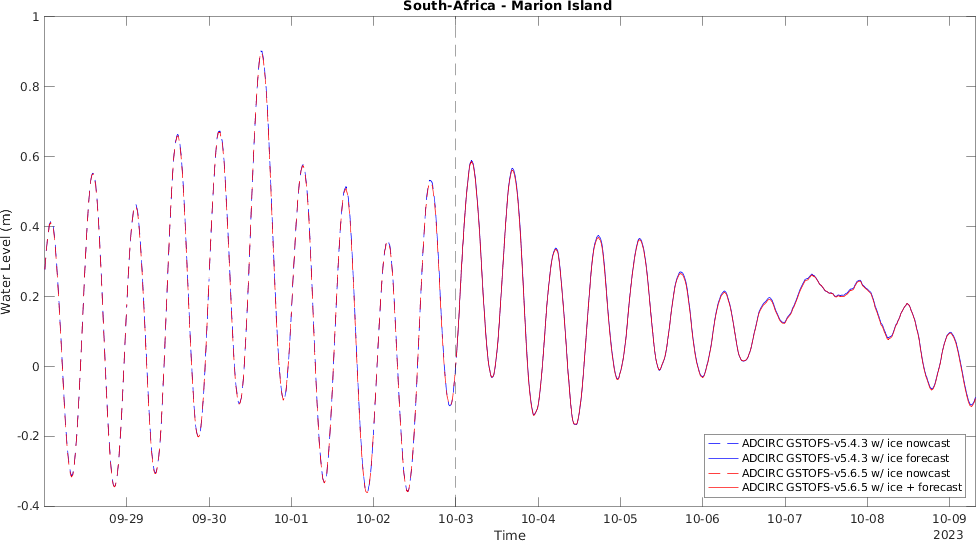 South-Africa - Marion Island
1
0.8
0.6
0.4
0.2
0
-0.2
-0.4
Water Level (m)
ADCIRC GSTOFS-v5.4.3 w/ ice nowcast
ADCIRC GSTOFS-v5.4.3 w/ ice forecast
ADCIRC GSTOFS-v5.6.5 w/ ice nowcast
ADCIRC GSTOFS-v5.6.5 w/ ice + forecast
09-29 09-30 10-01 10-02 10-03 10-04 10-05 10-06 10-07 10-08 10-09
Time 2023